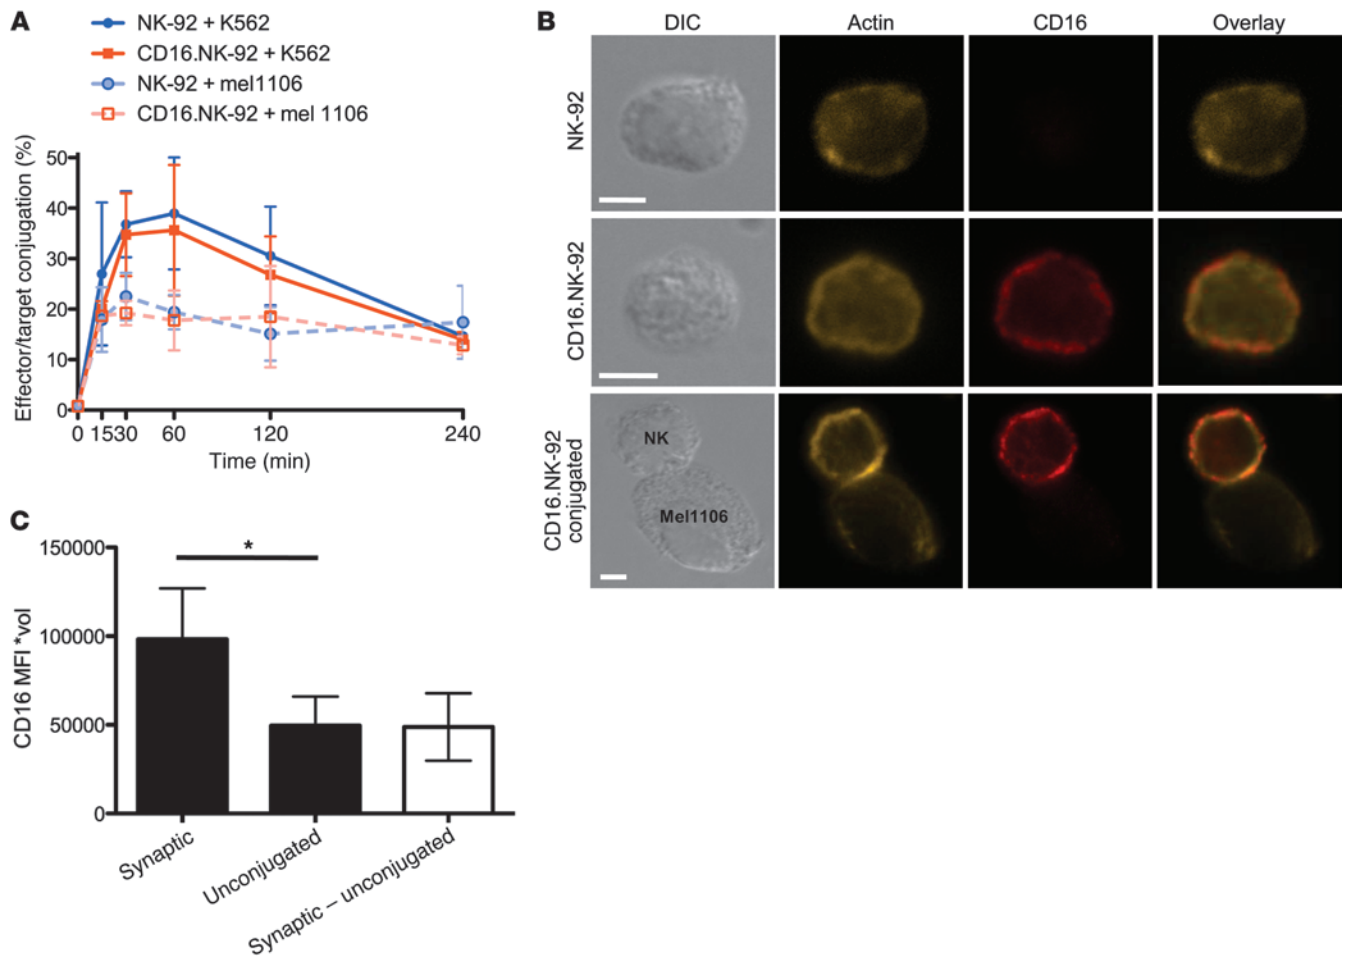 A
NK-92 + K562
CD16.NK-92 + K562
NK-92 + mel1106
CD16.NK-92 + mel 1106
Effector/target conjugation (%)
50
40
30
20
10
0
0 15 30 60 120 240
Time (min)
B
DIC Actin CD16 Overlay
NK-92
CD16.NK-92
CD16.NK-92
conjugated
NK
Mel1106
C
CD16 MFI *vol
150000
100000
50000
0
*
Synaptic
Unconjugated
Synaptic – unconjugated